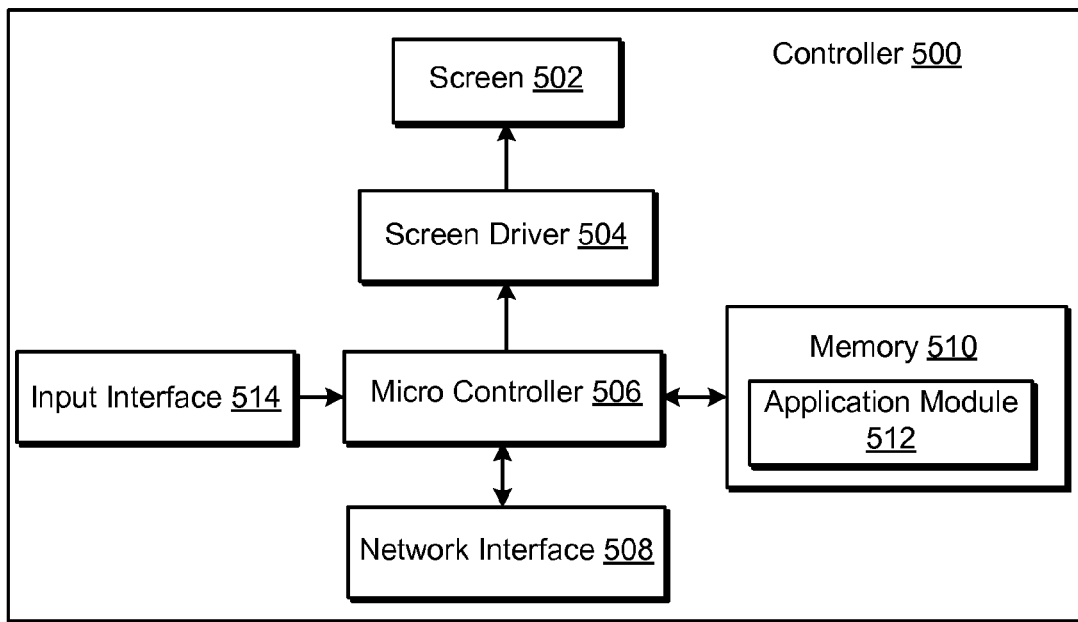 Controller 500
Screen 502
Screen Driver 504
Input Interface 514
Micro Controller 506
Memory 510
Application Module
512
Network Interface 508